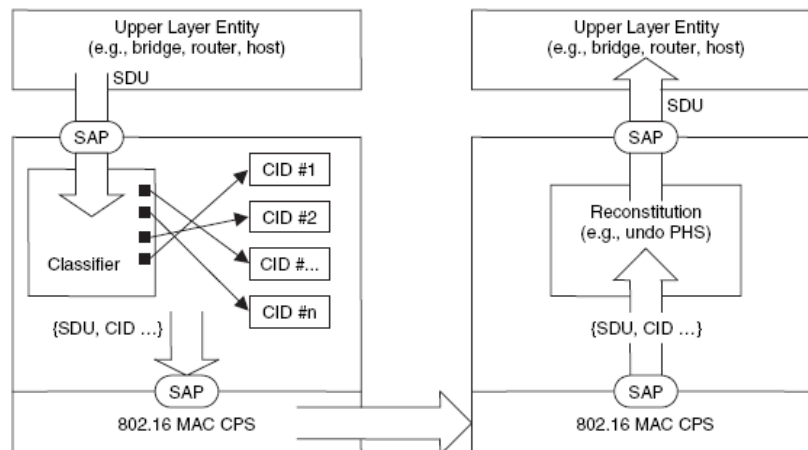 Upper Layer Entity
(e.g., bridge, router, host)
SDU
SAP
CID #1
CID #2
CID #...
CID #n
Classifier
{SDU, CID ...}
SAP
802.16 MAC CPS
Upper Layer Entity
(e.g., bridge, router, host)
SDU
SAP
Reconstitution
(e.g., undo PHS)
{SDU, CID ...}
SAP
802.16 MAC CPS